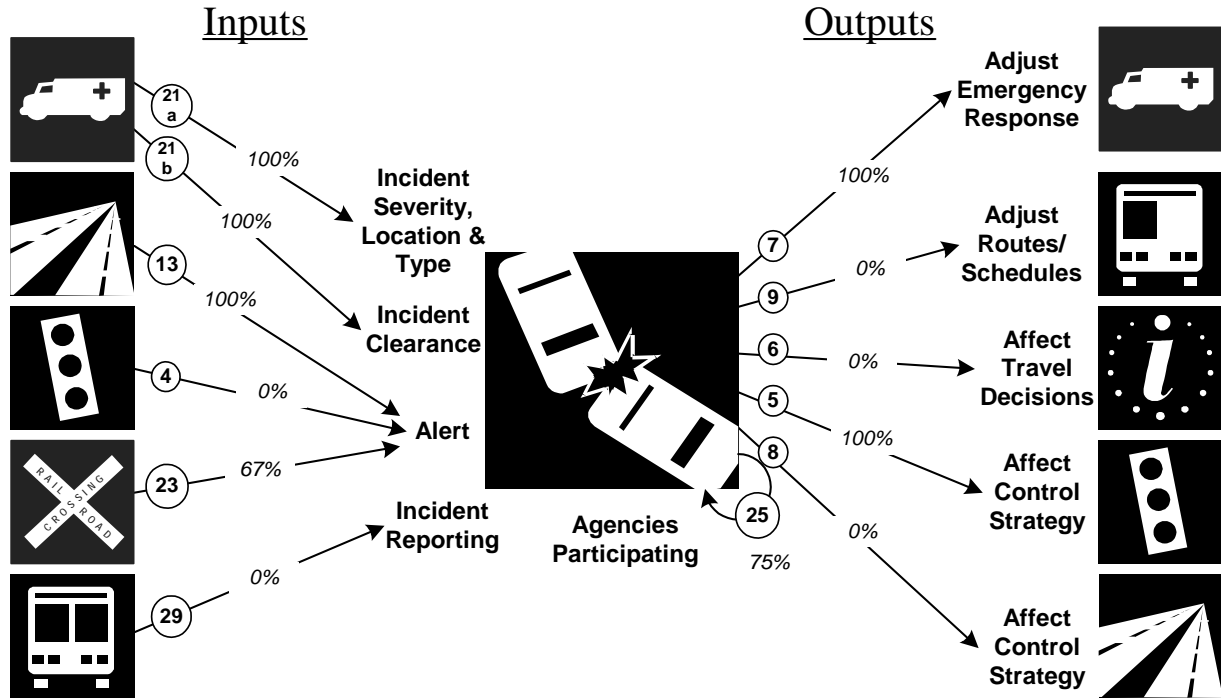 Inputs
Outputs
21
a
100%
21
b
100%
13
100%
4
0%
RAIL
CROSSING
ROAD
23
67%
29
0%
Incident
Severity,
Location &
Type
Incident
Clearance
Alert
Incident
Reporting
Agencies
Participating
25
75%
7
100%
Adjust
Emergency
Response
9
0%
Adjust
Routes/
Schedules
6
0%
Affect
Travel
Decisions
i
5
100%
Affect
Control
Strategy
8
0%
Affect
Control
Strategy